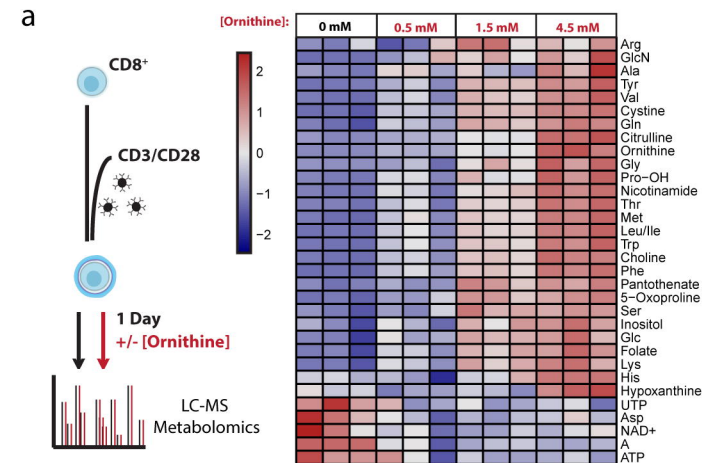 a
[Ornithine]:
0 mM
0.5 mM
1.5 mM
4.5 mM
CD8+
CD3/CD28
1 Day
+/- [Ornithine]
LC-MS
Metabolomics
2
1
0
−1
−2
Arg
GlcN
Ala
Tyr
Val
Cystine
Gln
Citrulline
Ornithine
Gly
Pro−OH
Nicotinamide
Thr
Met
Leu/Ile
Trp
Choline
Phe
Pantothenate
5−Oxoproline
Ser
Inositol
Glc
Folate
Lys
His
Hypoxanthine
UTP
Asp
NAD+
A
ATP